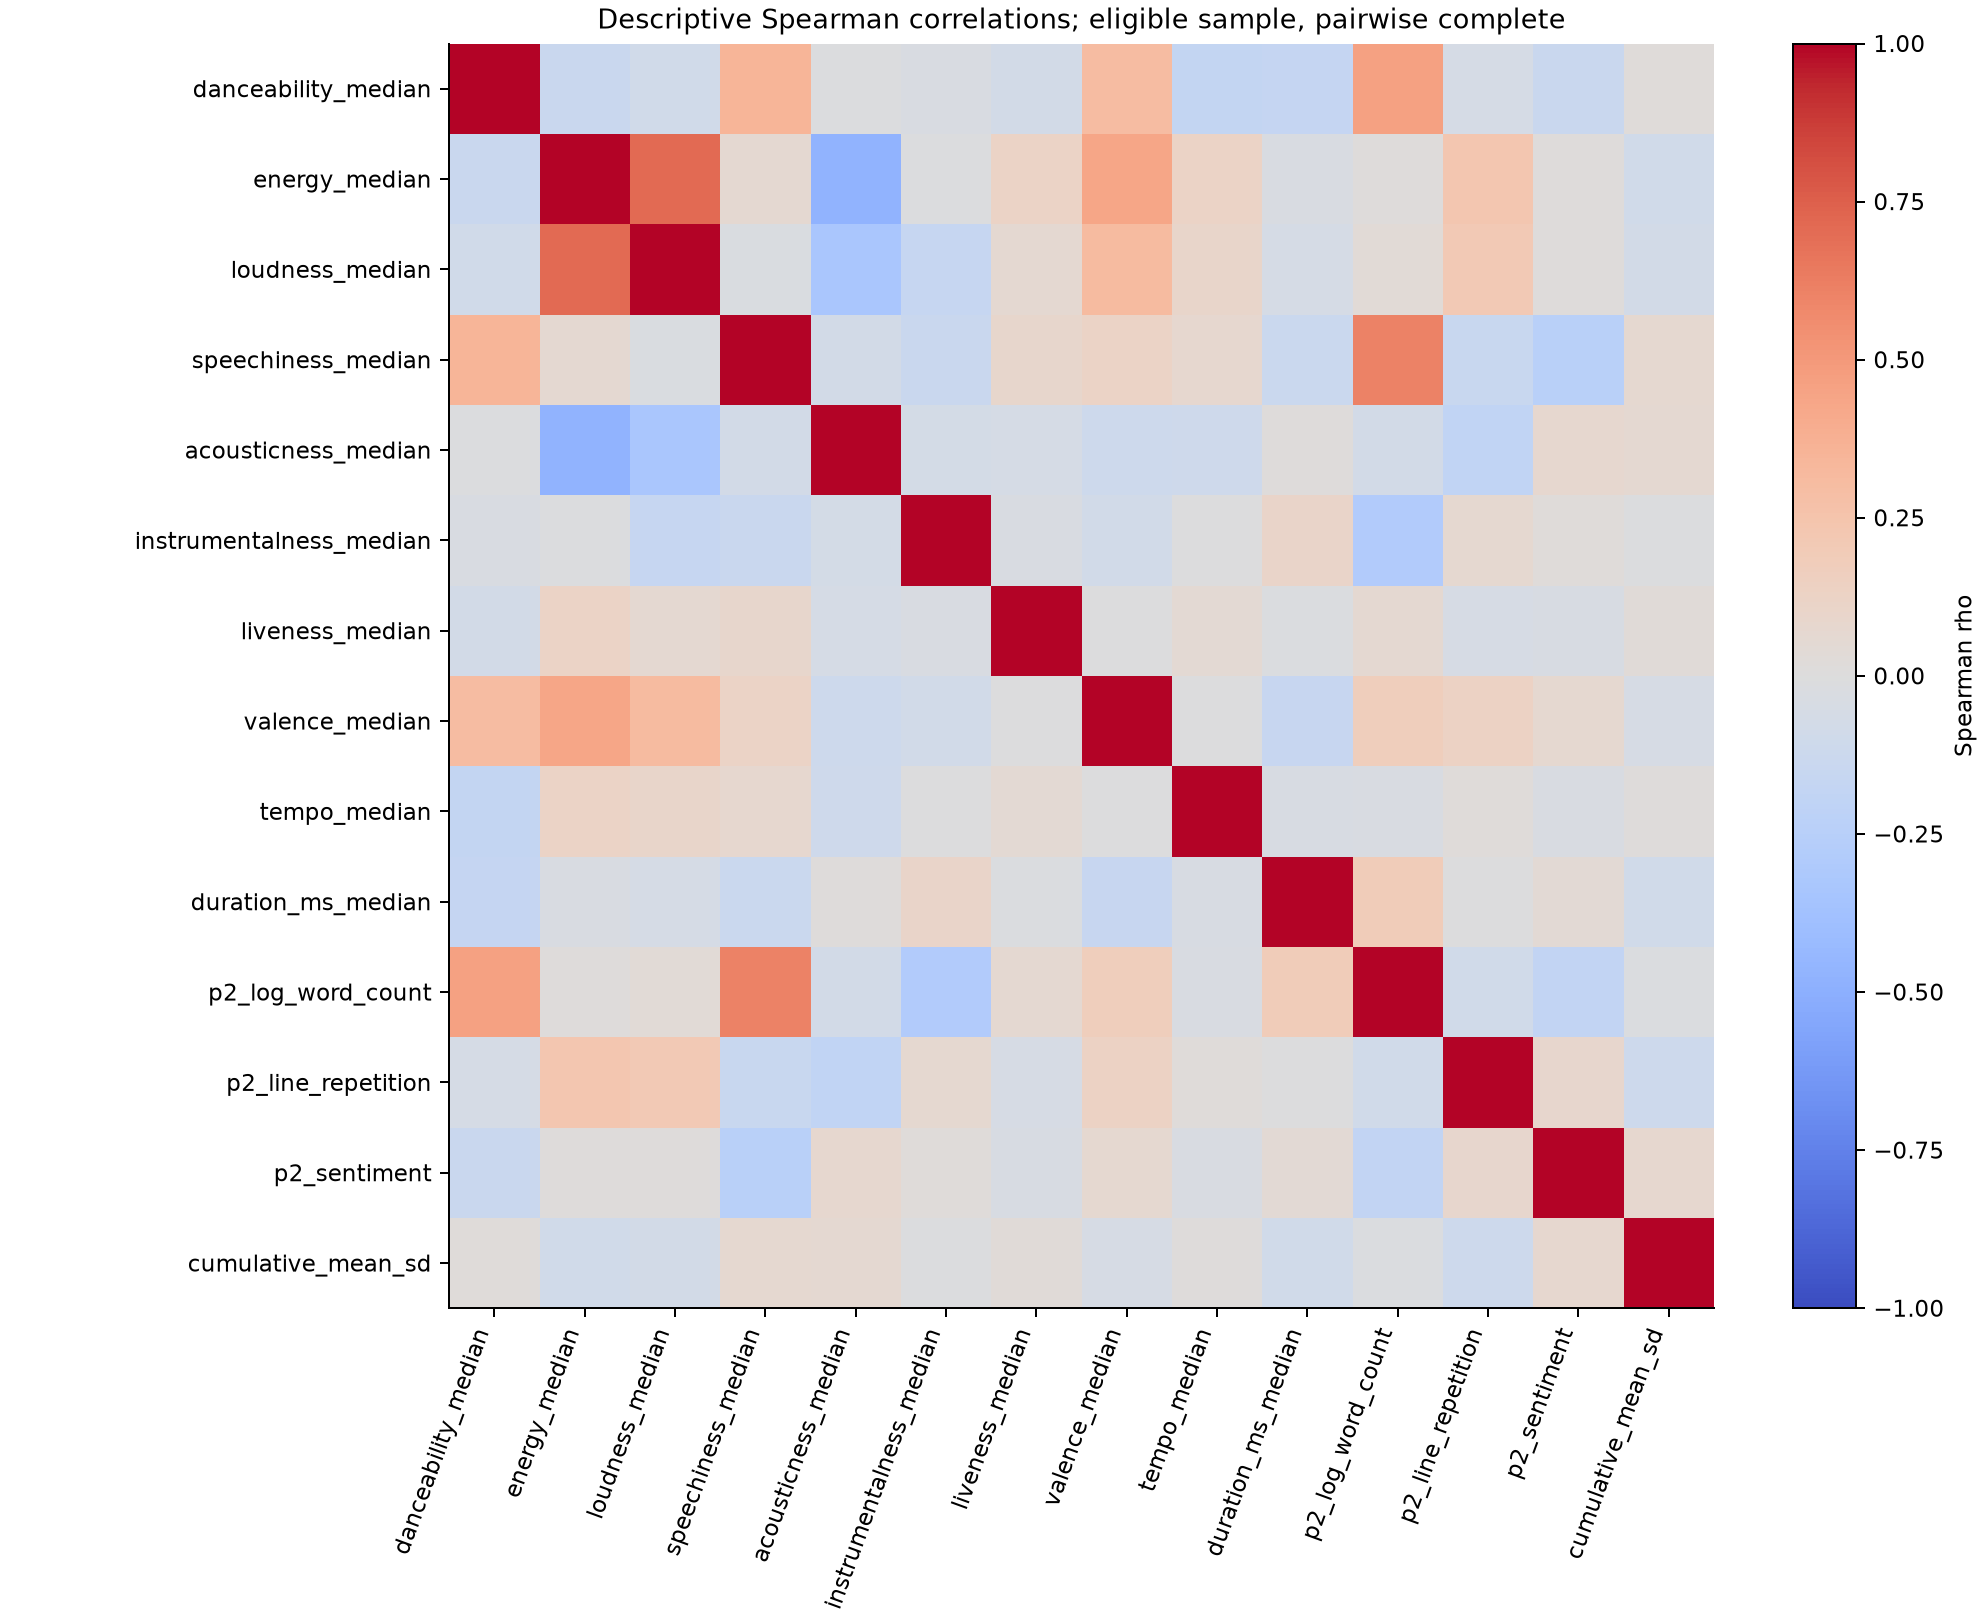 Descriptive Spearman correlations; eligible sample, pairwise complete
danceability_median
energy_median
loudness_median
speechiness_median
acousticness_median
instrumentalness_median
liveness_median
valence_median
tempo_median
duration_ms_median
p2_log_word_count
p2_line_repetition
p2_sentiment
cumulative_mean_sd
danceability_median
energy_median
loudness_median
speechiness_median
acousticness_median
instrumentalness_median
liveness_median
valence_median
tempo_median
duration_ms_median
p2_log_word_count
p2_line_repetition
p2_sentiment
cumulative_mean_sd
1.00
0.75
0.50
0.25
0.00
−0.25
−0.50
−0.75
−1.00
Spearman rho